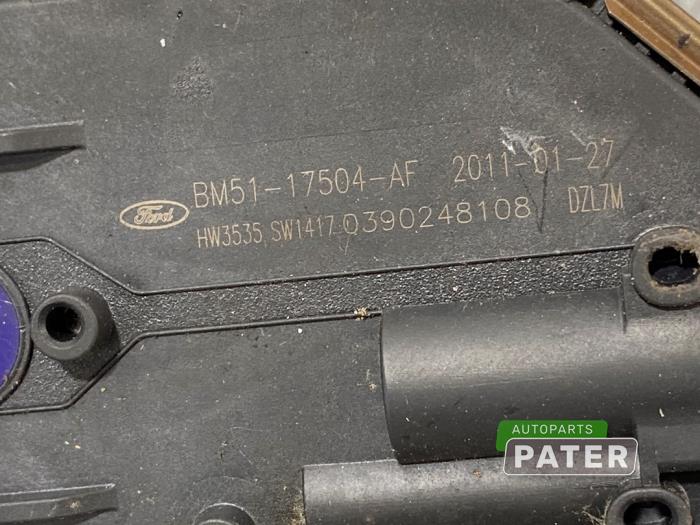 Ford BM51-17504-AF 2011-01-27
HW3535 SW1417 0390248108 DZL7M
AUTOPARTS
PATER